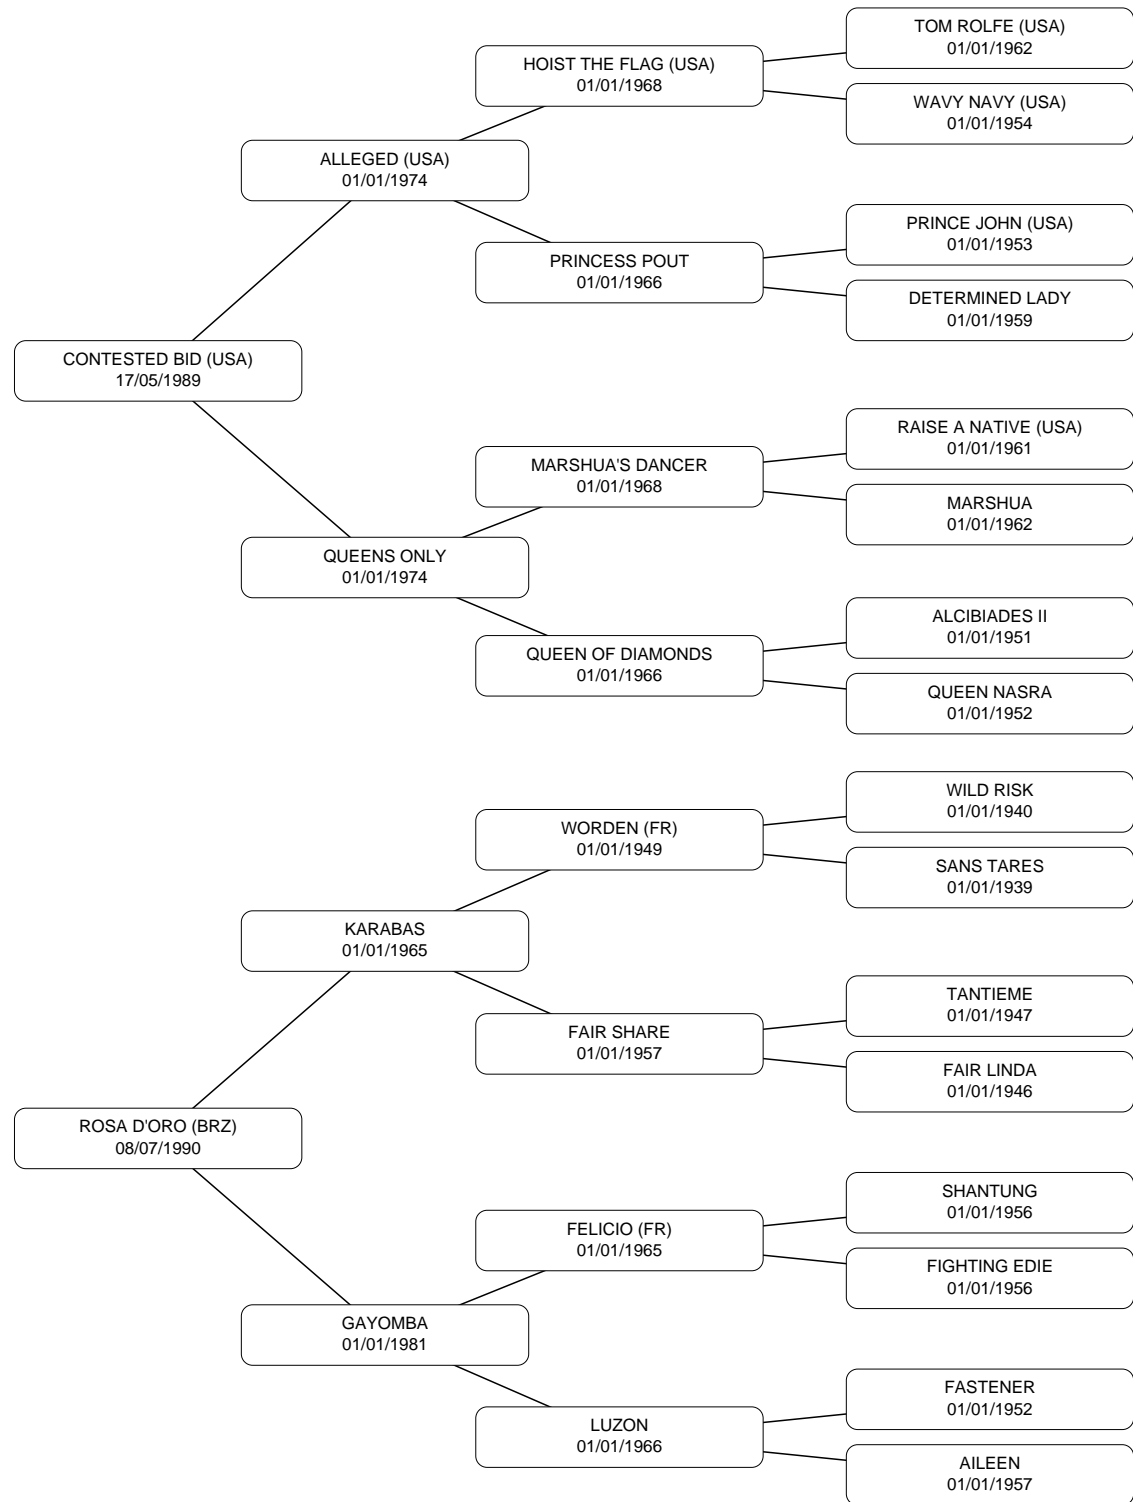 TOM ROLFE (USA)
01/01/1962
HOIST THE FLAG (USA)
01/01/1968
WAVY NAVY (USA)
01/01/1954
ALLEGED (USA)
01/01/1974
PRINCE JOHN (USA)
01/01/1953
PRINCESS POUT
01/01/1966
DETERMINED LADY
01/01/1959
CONTESTED BID (USA)
17/05/1989
RAISE A NATIVE (USA)
01/01/1961
MARSHUA'S DANCER
01/01/1968
MARSHUA
01/01/1962
QUEENS ONLY
01/01/1974
ALCIBIADES II
01/01/1951
QUEEN OF DIAMONDS
01/01/1966
QUEEN NASRA
01/01/1952
WILD RISK
01/01/1940
WORDEN (FR)
01/01/1949
SANS TARES
01/01/1939
KARABAS
01/01/1965
TANTIEME
01/01/1947
FAIR SHARE
01/01/1957
FAIR LINDA
01/01/1946
ROSA D'ORO (BRZ)
08/07/1990
SHANTUNG
01/01/1956
FELICIO (FR)
01/01/1965
FIGHTING EDIE
01/01/1956
GAYOMBA
01/01/1981
FASTENER
01/01/1952
LUZON
01/01/1966
AILEEN
01/01/1957